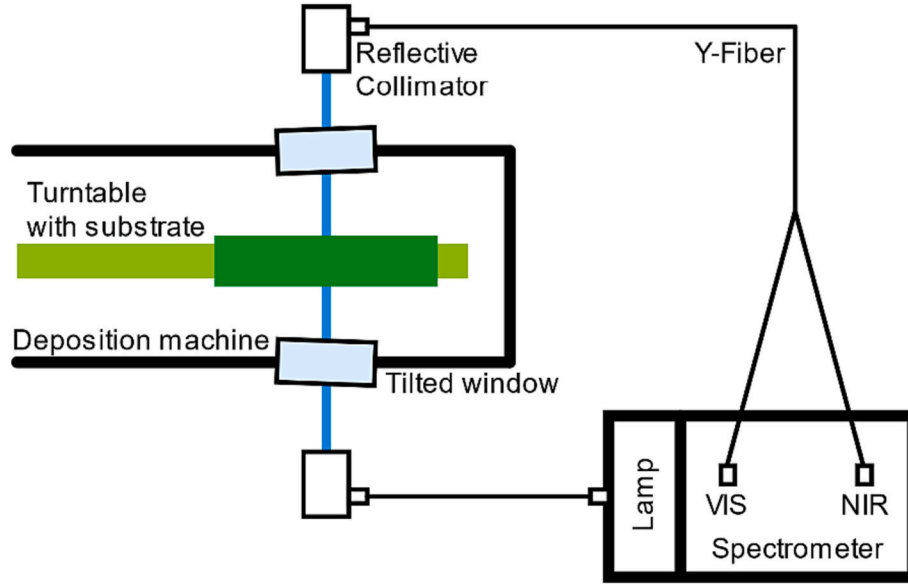 Reflective
Collimator
Y-Fiber
Turntable
with substrate
Deposition machine
Tilted window
Lamp
VIS
NIR
Spectrometer